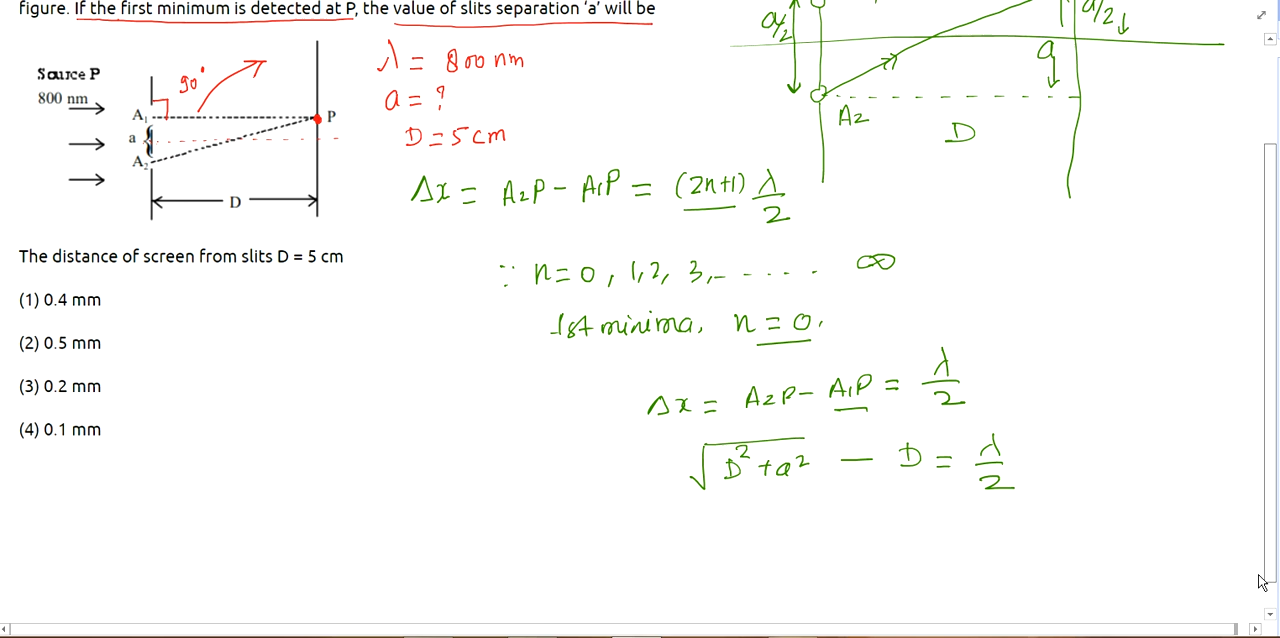 figure. If the first minimum is detected at P, the value of slits separation ‘a’ will be
a/2
a/2
a
A2
D
Source P
800 nm
90°
A1
P
a
A2
D
λ = 800 nm
a = ?
D = 5 cm
Δx = A2P - A1P = (2n+1) λ/2
∵ n = 0, 1, 2, 3, - - - - - - ∞
1st minima, n = 0.
Δx = A2P - A1P = λ/2
√D²+a² - D = λ/2
The distance of screen from slits D = 5 cm
(1) 0.4 mm
(2) 0.5 mm
(3) 0.2 mm
(4) 0.1 mm